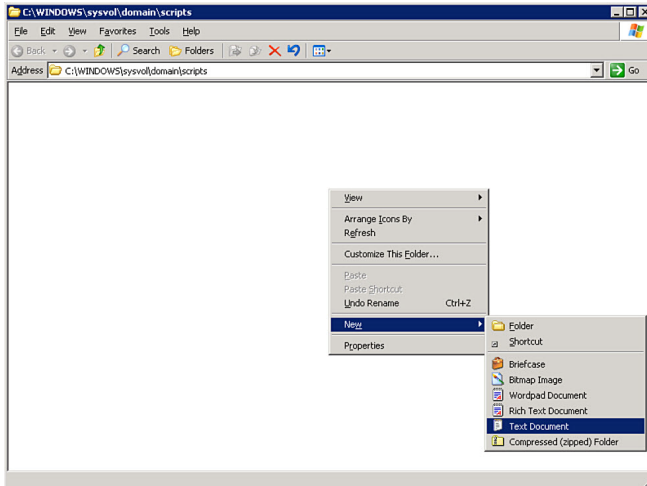 C:\WINDOWS\sysvol\domain\scripts
File Edit View Favorites Tools Help
Back Search Folders
Address C:\WINDOWS\sysvol\domain\scripts Go
View
Arrange Icons By
Refresh
Customize This Folder...
Paste
Paste Shortcut
Undo Rename Ctrl+Z
New
Properties
Folder
Shortcut
Briefcase
Bitmap Image
Wordpad Document
Rich Text Document
Text Document
Compressed (zipped) Folder